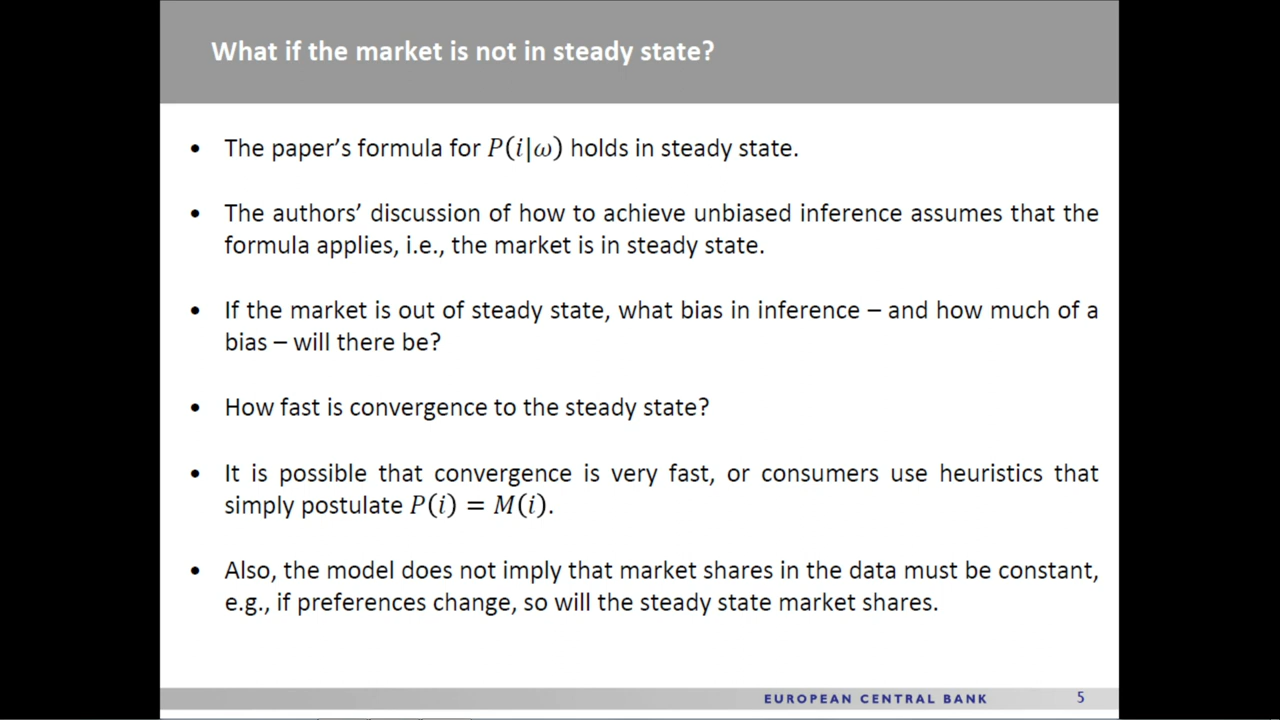 What if the market is not in steady state?
• The paper's formula for P(i|ω) holds in steady state.
• The authors' discussion of how to achieve unbiased inference assumes that the
formula applies, i.e., the market is in steady state.
• If the market is out of steady state, what bias in inference – and how much of a
bias – will there be?
• How fast is convergence to the steady state?
• It is possible that convergence is very fast, or consumers use heuristics that
simply postulate P(i) = M(i).
• Also, the model does not imply that market shares in the data must be constant,
e.g., if preferences change, so will the steady state market shares.
EUROPEAN CENTRAL BANK 5